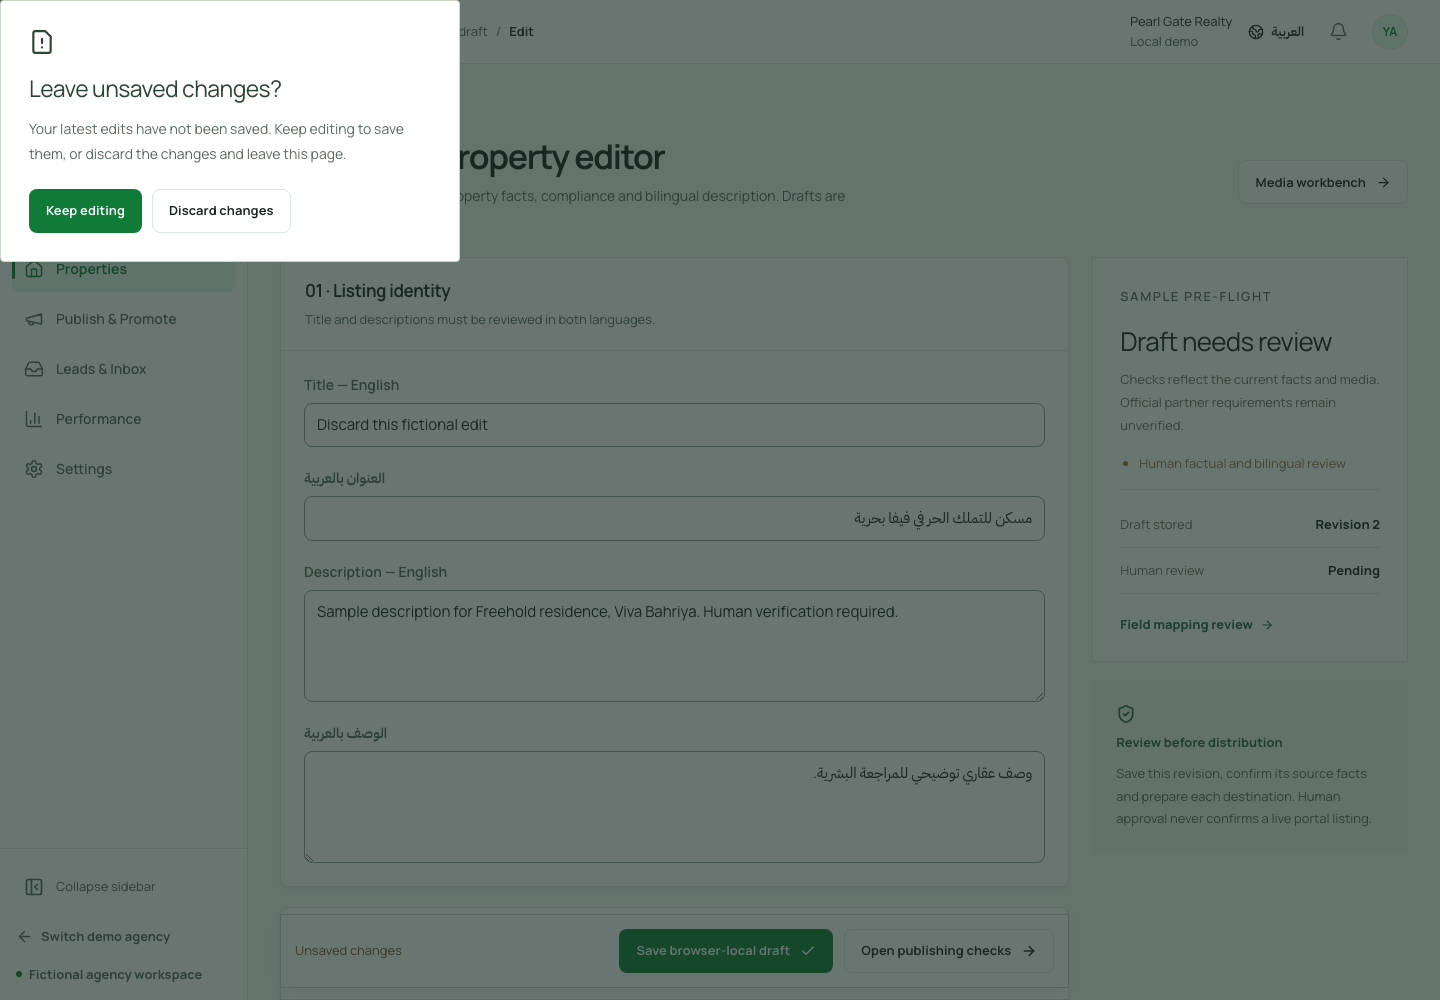 Leave unsaved changes?
Your latest edits have not been saved. Keep editing to save
them, or discard the changes and leave this page.
Keep editing
Discard changes
draft / Edit
Pearl Gate Realty
Local demo
العربية
YA
roperty editor
operty facts, compliance and bilingual description. Drafts are
Media workbench
Properties
Publish & Promote
Leads & Inbox
Performance
Settings
Collapse sidebar
Switch demo agency
Fictional agency workspace
01 · Listing identity
Title and descriptions must be reviewed in both languages.
Title — English
Discard this fictional edit
العنوان بالعربية
مسكن للتملك الحر في فيفا بحرية
Description — English
Sample description for Freehold residence, Viva Bahriya. Human verification required.
الوصف بالعربية
وصف عقاري توضيحي للمراجعة البشرية.
Unsaved changes
Save browser-local draft
Open publishing checks
SAMPLE PRE-FLIGHT
Draft needs review
Checks reflect the current facts and media.
Official partner requirements remain
unverified.
Human factual and bilingual review
Draft stored Revision 2
Human review Pending
Field mapping review
Review before distribution
Save this revision, confirm its source facts
and prepare each destination. Human
approval never confirms a live portal listing.